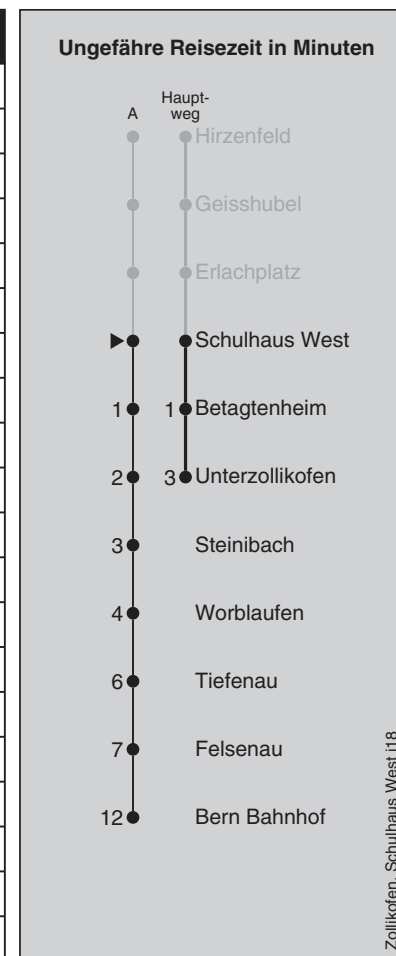 Ungefähre Reisezeit in Minuten
A
Haupt-
weg
Hirzenfeld
Geisshubel
Erlachplatz
Schulhaus West
1 1 Betagtenheim
2 3 Unterzollikofen
3 Steinibach
4 Worblaufen
6 Tiefenau
7 Felsenau
12 Bern Bahnhof
Zollikofen, Schulhaus West i18